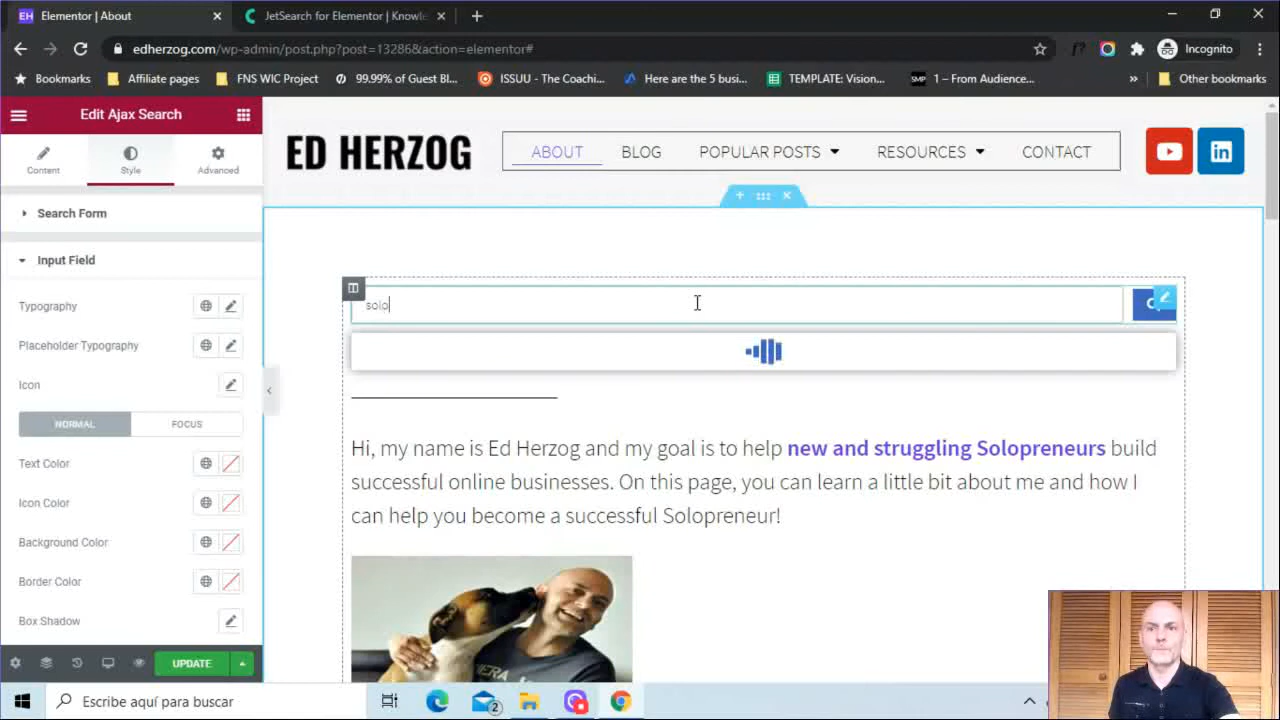 Elementor | About
JetSearch for Elementor | Knowle
edherzog.com/wp-admin/post.php?post=13286&action=elementor#
Incognito
Bookmarks
Affiliate pages
FNS WIC Project
99.99% of Guest Bl...
ISSUU - The Coachi...
Here are the 5 busi...
TEMPLATE: Vision...
1 – From Audience...
»
Other bookmarks
Edit Ajax Search
Content
Style
Advanced
Search Form
Input Field
Typography
Placeholder Typography
Icon
NORMAL
FOCUS
Text Color
Icon Color
Background Color
Border Color
Box Shadow
UPDATE
ED HERZOG
ABOUT
BLOG
POPULAR POSTS
RESOURCES
CONTACT
solo
Hi, my name is Ed Herzog and my goal is to help new and struggling Solopreneurs build
successful online businesses. On this page, you can learn a little bit about me and how I
can help you become a successful Solopreneur!
Escribe aquí para buscar
2